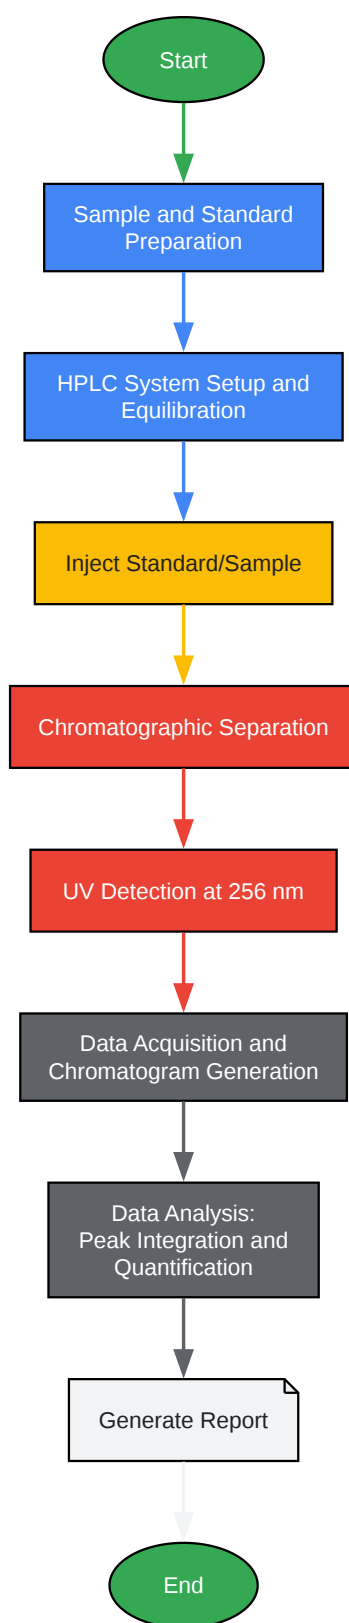 Start
Sample and Standard
Preparation
HPLC System Setup and
Equilibration
Inject Standard/Sample
Chromatographic Separation
UV Detection at 256 nm
Data Acquisition and
Chromatogram Generation
Data Analysis:
Peak Integration and
Quantification
Generate Report
End